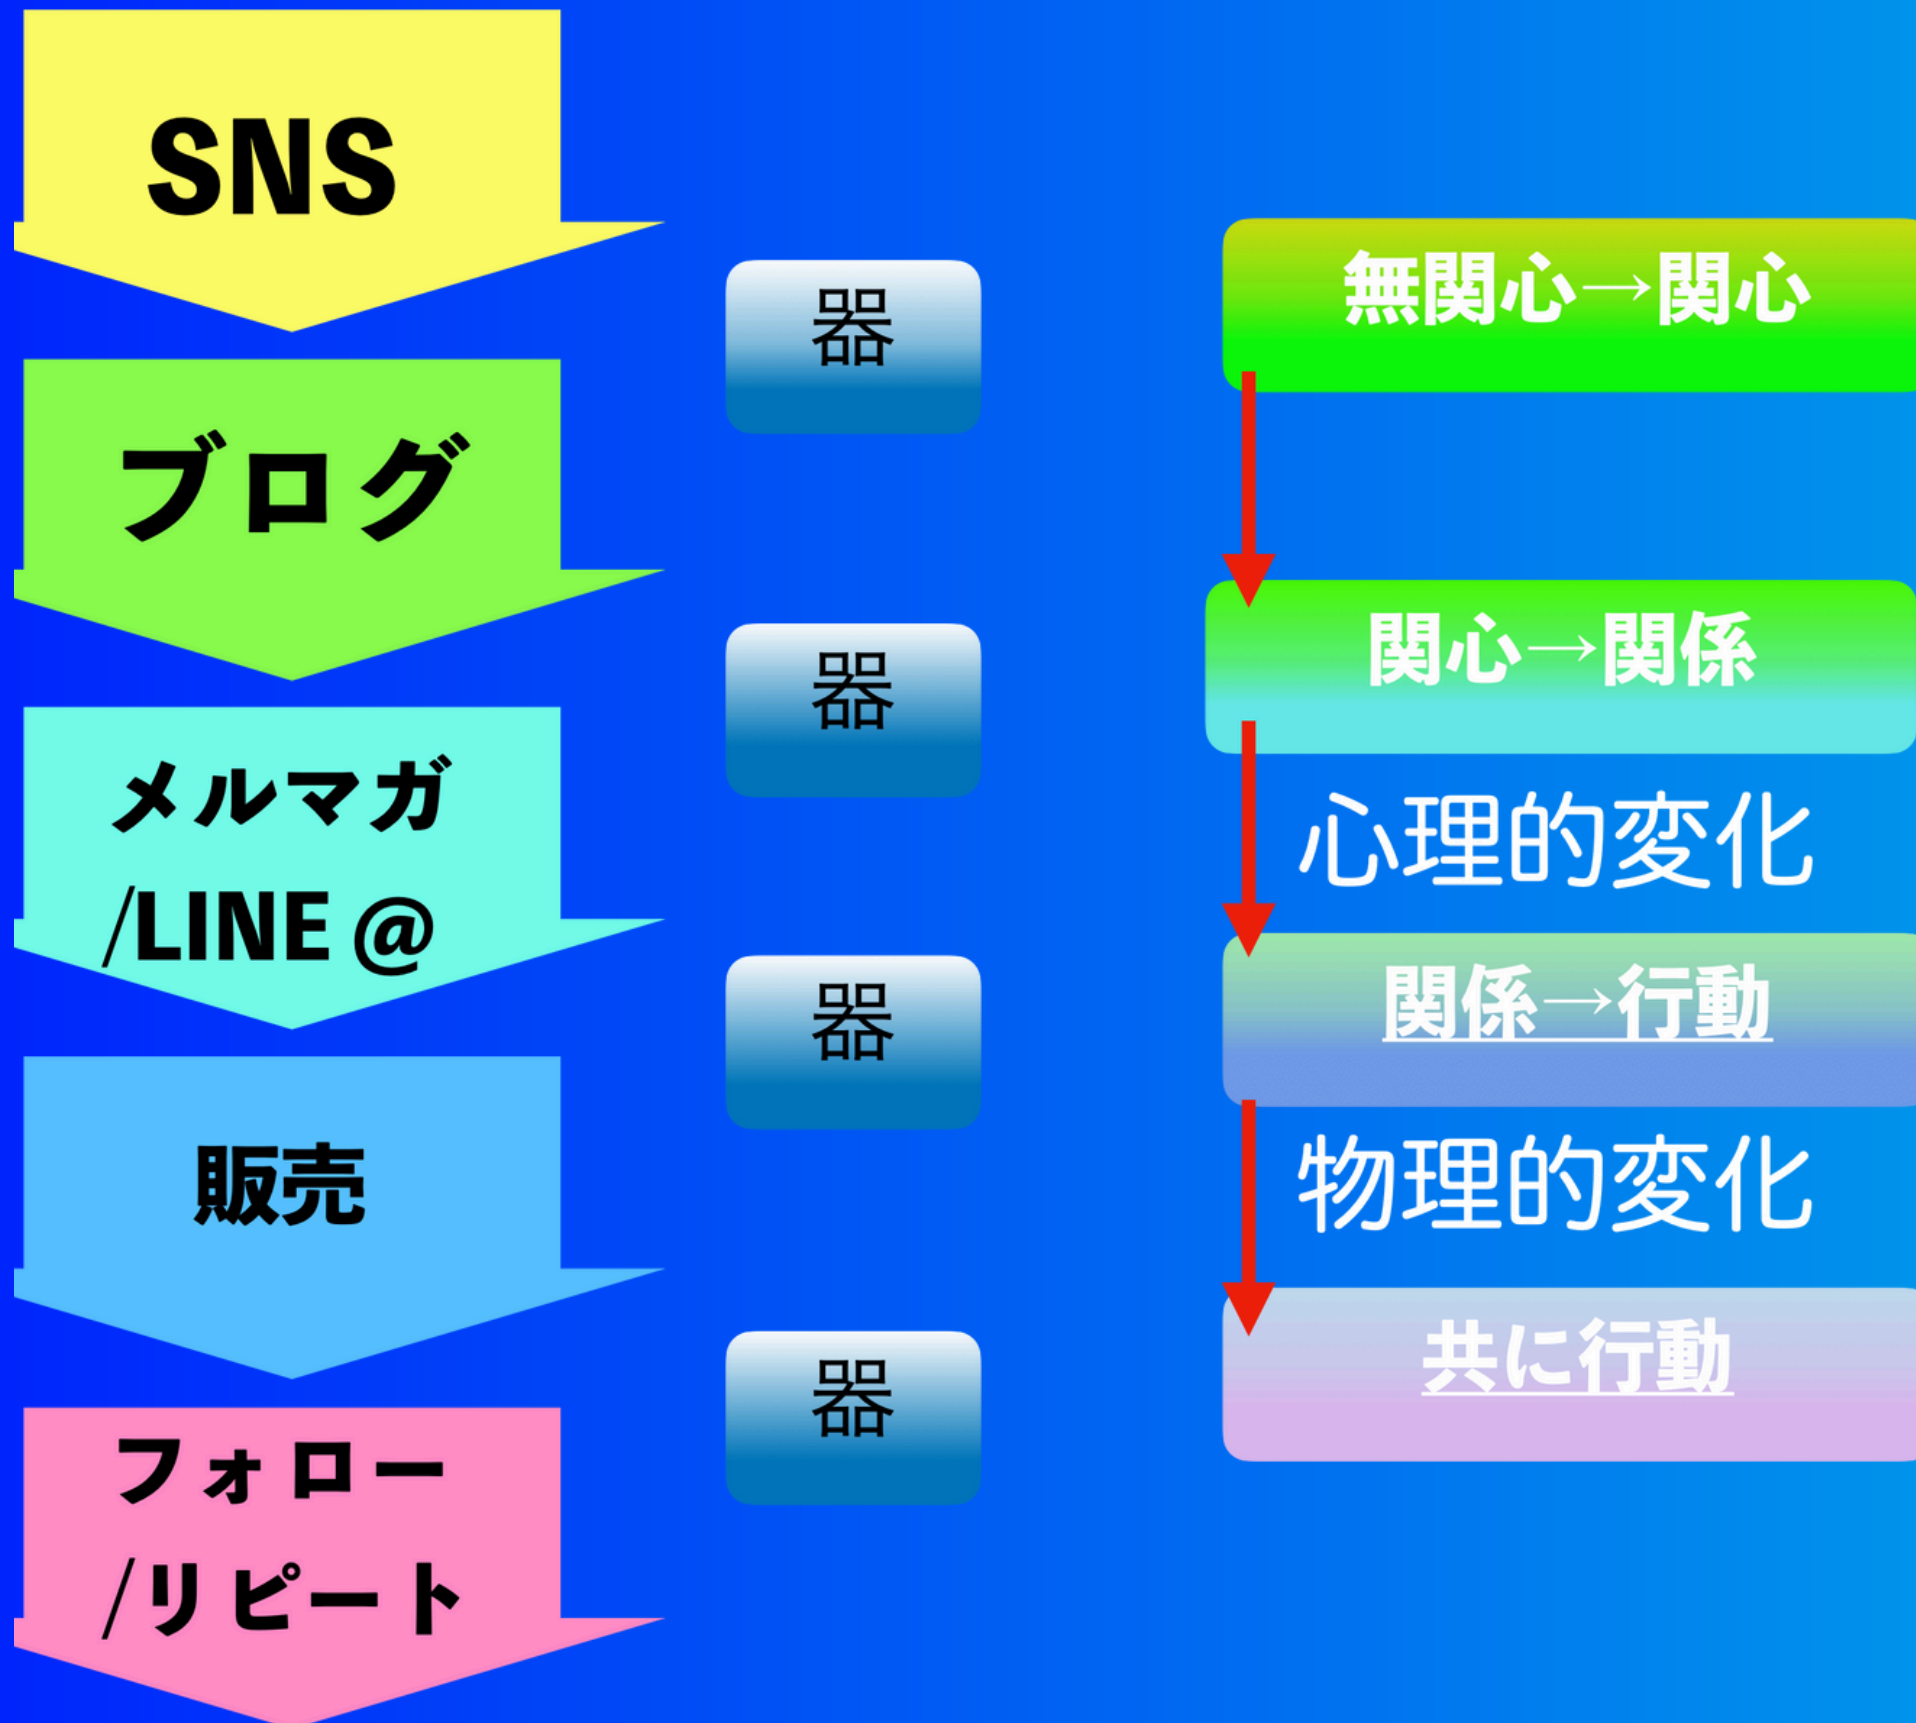 SNS
ブログ
メルマガ
/LINE @
販売
フォロー
/リピート
器
器
器
器
無関心→関心
関心→関係
心理的変化
関係→行動
物理的変化
共に行動